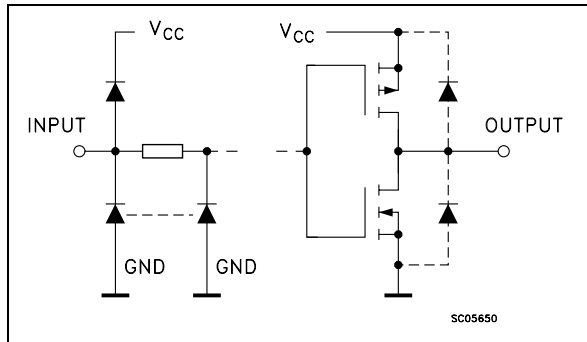 VCC
VCC
INPUT
OUTPUT
GND
GND
SC05650